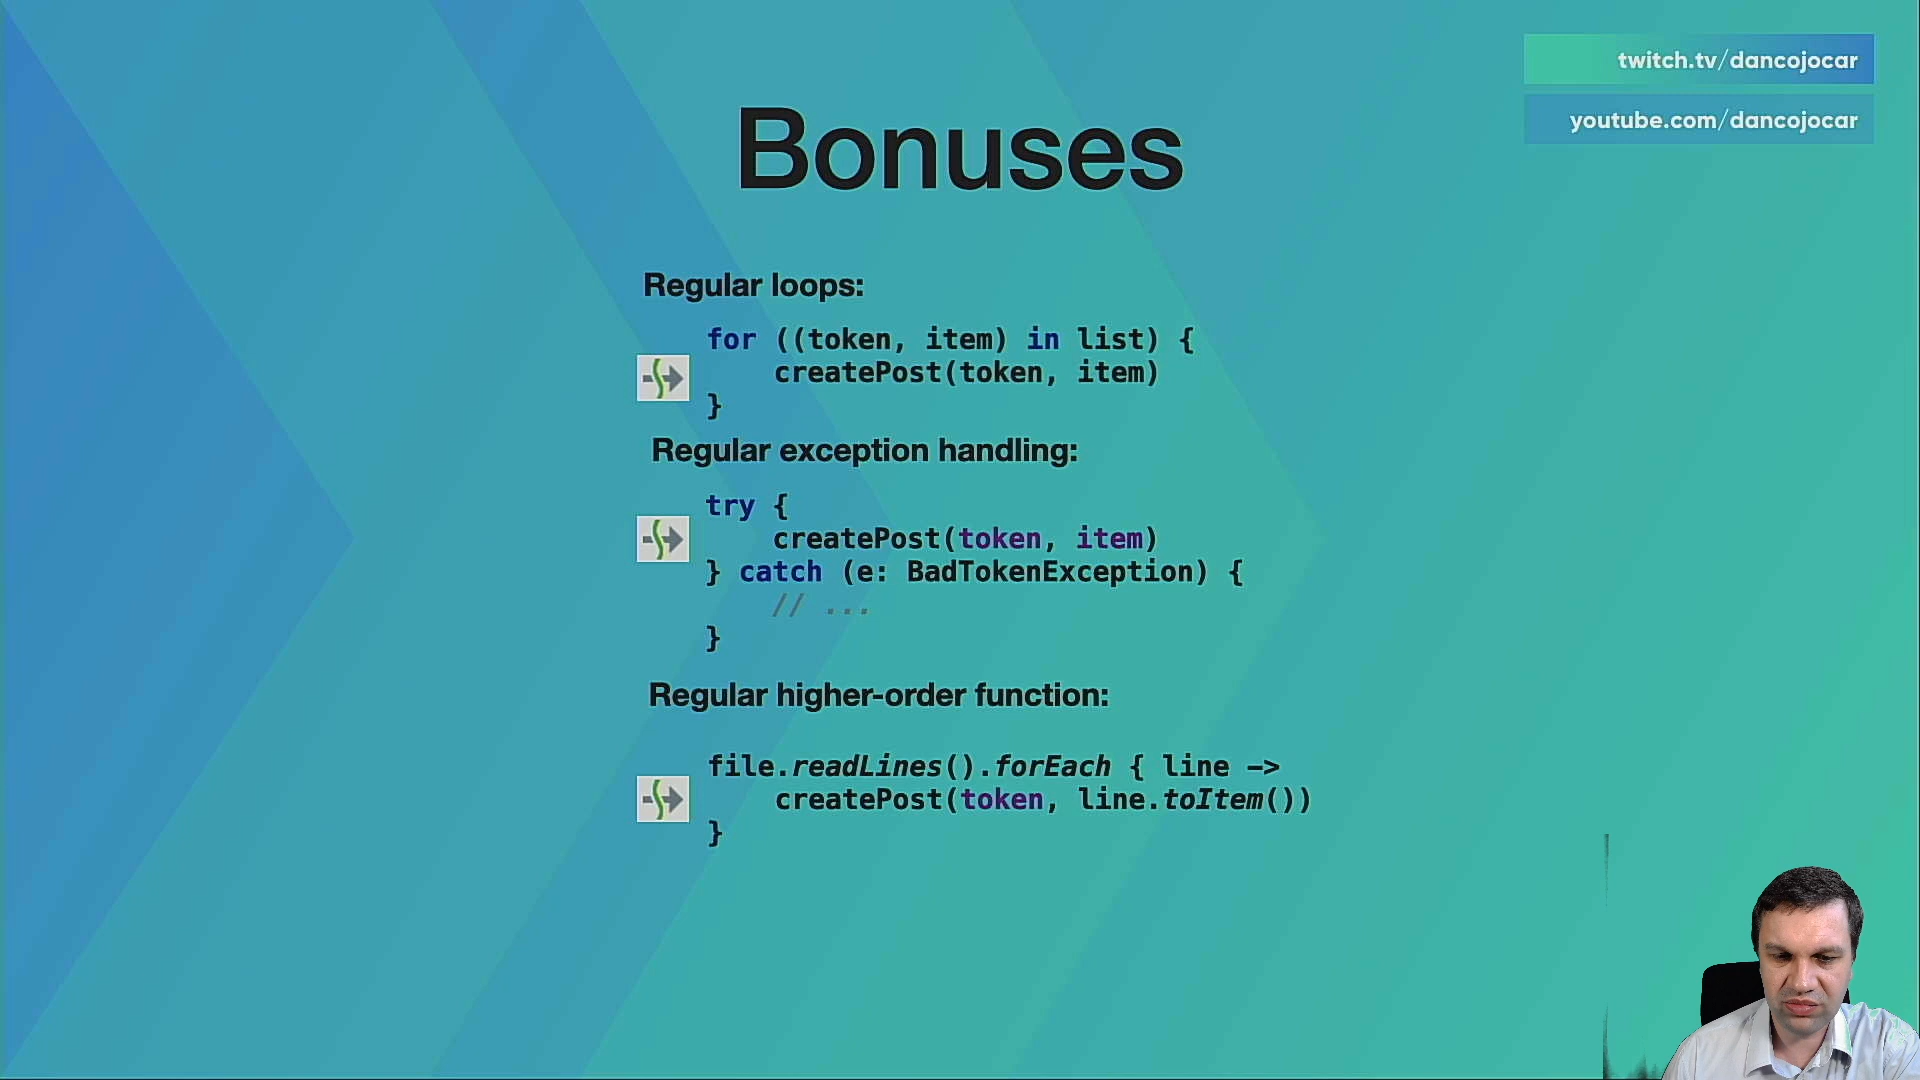 twitch.tv/dancojocar
youtube.com/dancojocar
Bonuses
Regular loops:
for ((token, item) in list) {
    createPost(token, item)
}
Regular exception handling:
try {
    createPost(token, item)
} catch (e: BadTokenException) {
    // ...
}
Regular higher-order function:
file.readLines().forEach { line ->
    createPost(token, line.toItem())
}